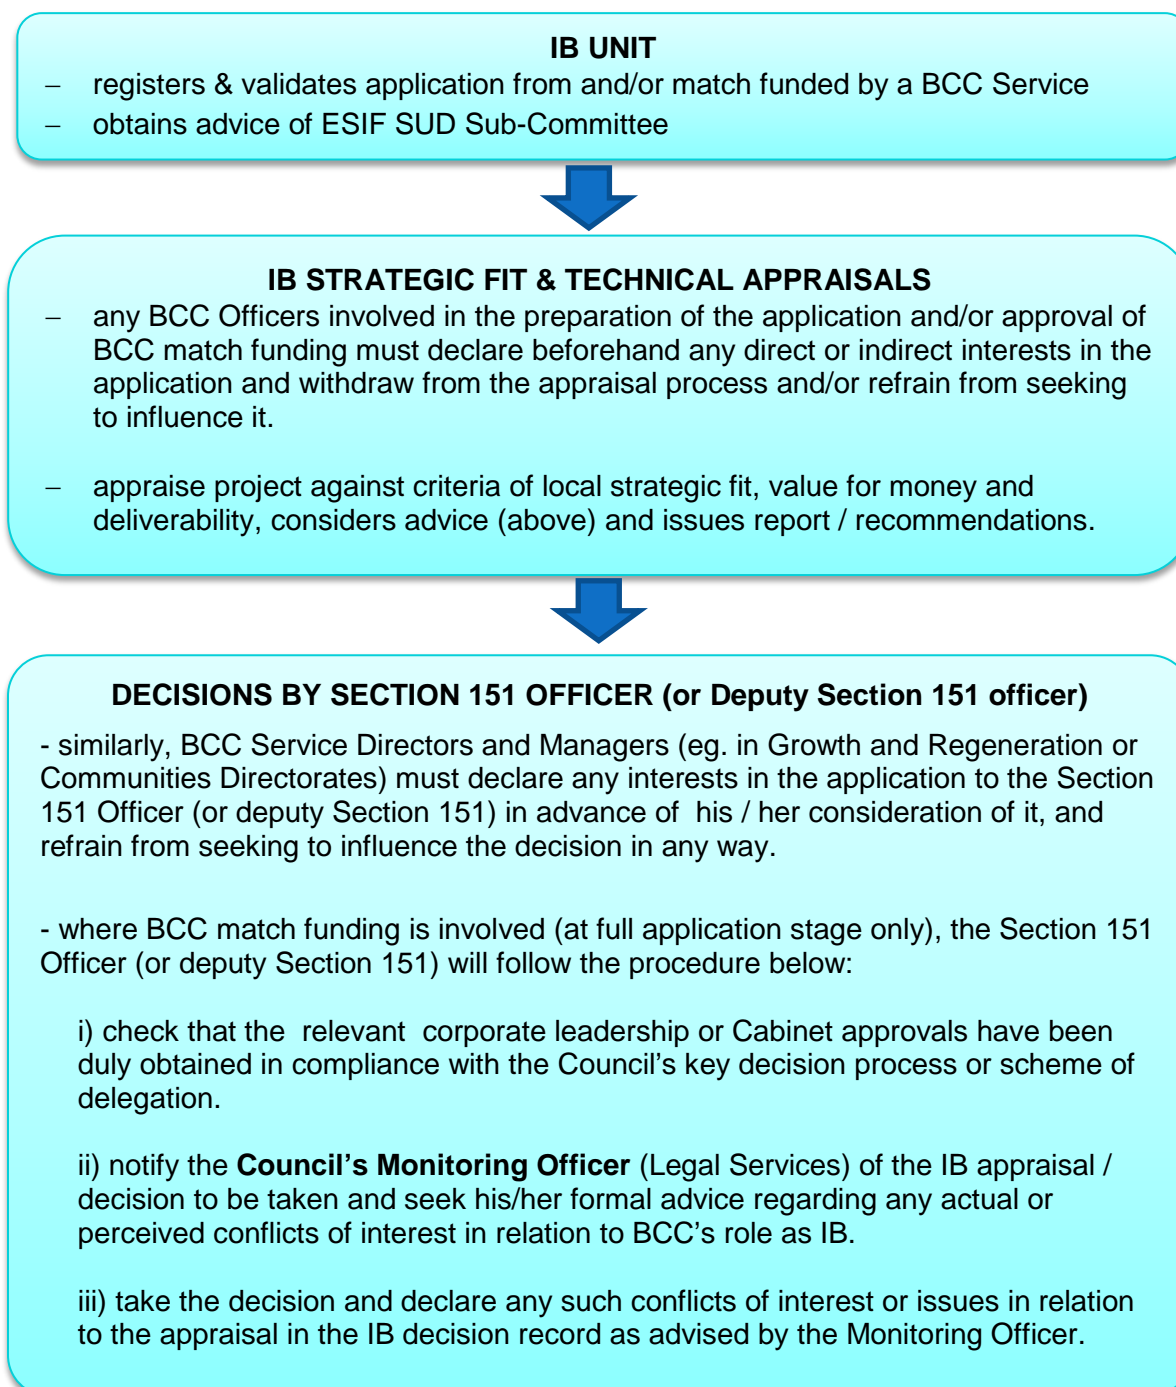 IB UNIT
– registers & validates application from and/or match funded by a BCC Service
– obtains advice of ESIF SUD Sub-Committee
IB STRATEGIC FIT & TECHNICAL APPRAISALS
– any BCC Officers involved in the preparation of the application and/or approval of
BCC match funding must declare beforehand any direct or indirect interests in the
application and withdraw from the appraisal process and/or refrain from seeking
to influence it.
– appraise project against criteria of local strategic fit, value for money and
deliverability, considers advice (above) and issues report / recommendations.
DECISIONS BY SECTION 151 OFFICER (or Deputy Section 151 officer)
- similarly, BCC Service Directors and Managers (eg. in Growth and Regeneration or
Communities Directorates) must declare any interests in the application to the Section
151 Officer (or deputy Section 151) in advance of his / her consideration of it, and
refrain from seeking to influence the decision in any way.
- where BCC match funding is involved (at full application stage only), the Section 151
Officer (or deputy Section 151) will follow the procedure below:
i) check that the relevant corporate leadership or Cabinet approvals have been
duly obtained in compliance with the Council's key decision process or scheme of
delegation.
ii) notify the Council's Monitoring Officer (Legal Services) of the IB appraisal /
decision to be taken and seek his/her formal advice regarding any actual or
perceived conflicts of interest in relation to BCC's role as IB.
iii) take the decision and declare any such conflicts of interest or issues in relation
to the appraisal in the IB decision record as advised by the Monitoring Officer.